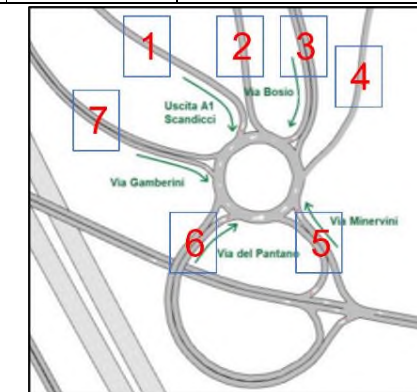 1
2
3
4
Via Bosio
Uscita A1
Scandicci
7
Via Gamberini
Via Minervini
6
Via del Pantano
5